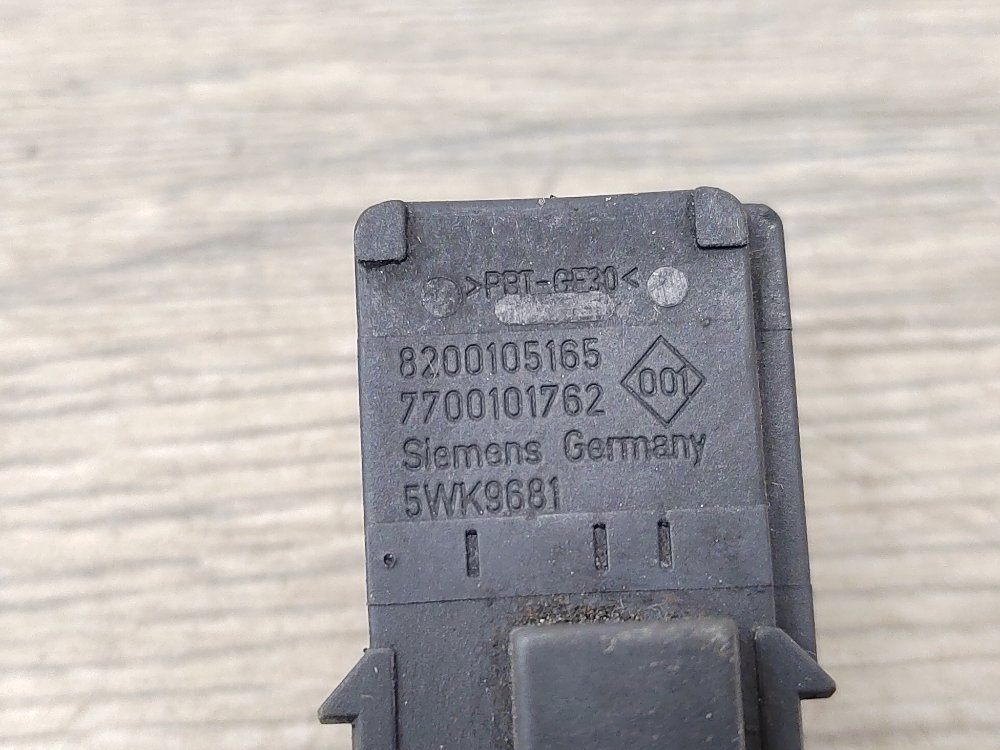 >PBT-GF30<
8200105165
7700101762
001
Siemens Germany
5WK9681